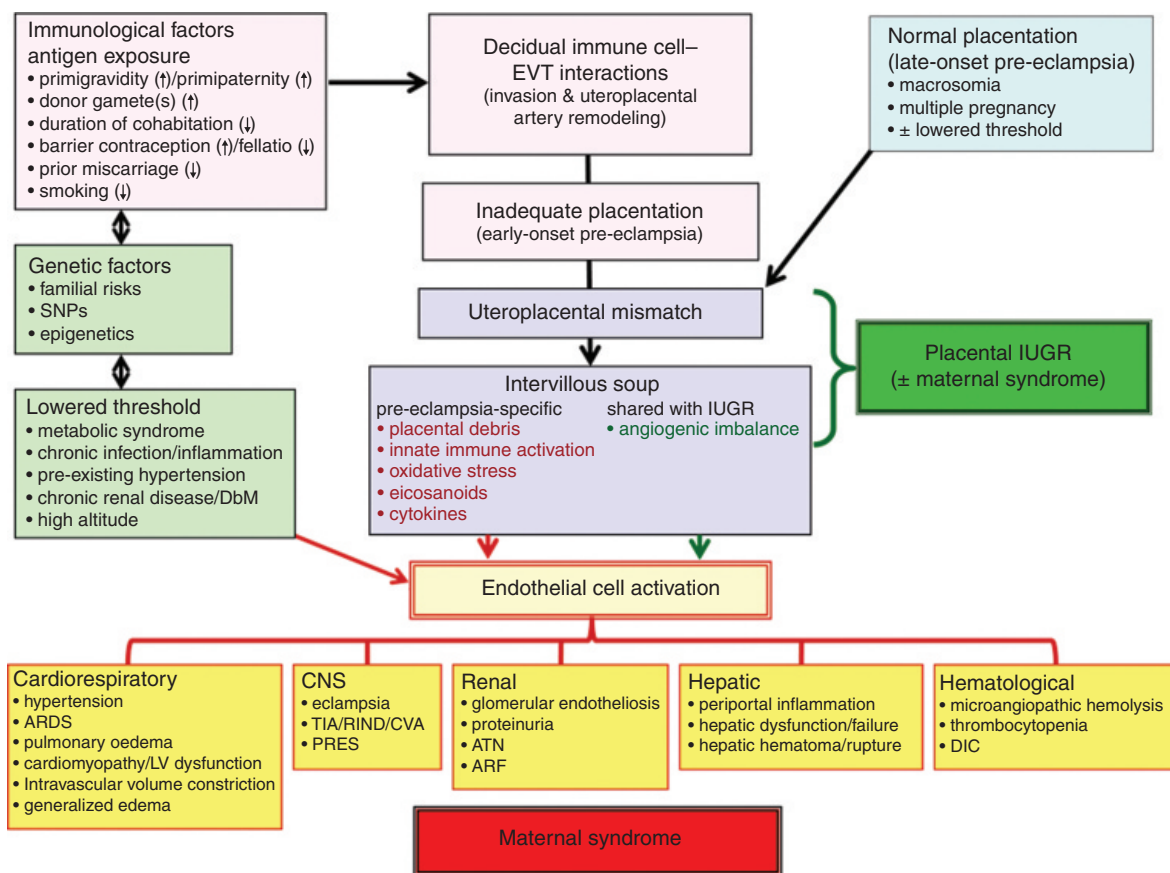 Immunological factors
antigen exposure
• primigravidity (↑)/primipaternity (↑)
• donor gamete(s) (↑)
• duration of cohabitation (↓)
• barrier contraception (↑)/fellatio (↓)
• prior miscarriage (↓)
• smoking (↓)
Decidual immune cell–
EVT interactions
(invasion & uteroplacental
artery remodeling)
Normal placentation
(late-onset pre-eclampsia)
• macrosomia
• multiple pregnancy
• ± lowered threshold
Inadequate placentation
(early-onset pre-eclampsia)
Genetic factors
• familial risks
• SNPs
• epigenetics
Uteroplacental mismatch
Placental IUGR
(± maternal syndrome)
Lowered threshold
• metabolic syndrome
• chronic infection/inflammation
• pre-existing hypertension
• chronic renal disease/DbM
• high altitude
Intervillous soup
pre-eclampsia-specific
• placental debris
• innate immune activation
• oxidative stress
• eicosanoids
• cytokines
shared with IUGR
• angiogenic imbalance
Endothelial cell activation
Cardiorespiratory
• hypertension
• ARDS
• pulmonary oedema
• cardiomyopathy/LV dysfunction
• Intravascular volume constriction
• generalized edema
CNS
• eclampsia
• TIA/RIND/CVA
• PRES
Renal
• glomerular endotheliosis
• proteinuria
• ATN
• ARF
Hepatic
• periportal inflammation
• hepatic dysfunction/failure
• hepatic hematoma/rupture
Hematological
• microangiopathic hemolysis
• thrombocytopenia
• DIC
Maternal syndrome